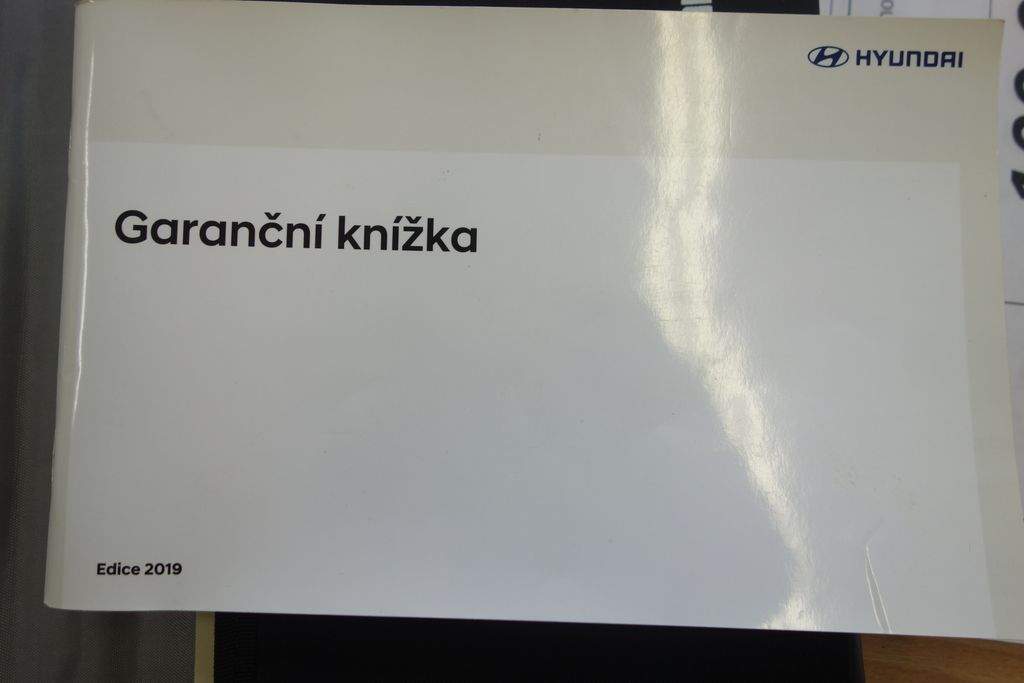 HYUNDAI
Garanční knížka
Edice 2019